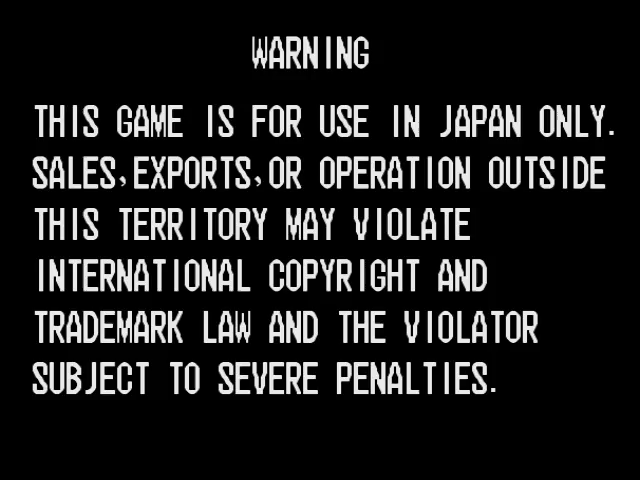 WARNING
THIS GAME IS FOR USE IN JAPAN ONLY.
SALES,EXPORTS,OR OPERATION OUTSIDE
THIS TERRITORY MAY VIOLATE
INTERNATIONAL COPYRIGHT AND
TRADEMARK LAW AND THE VIOLATOR
SUBJECT TO SEVERE PENALTIES.